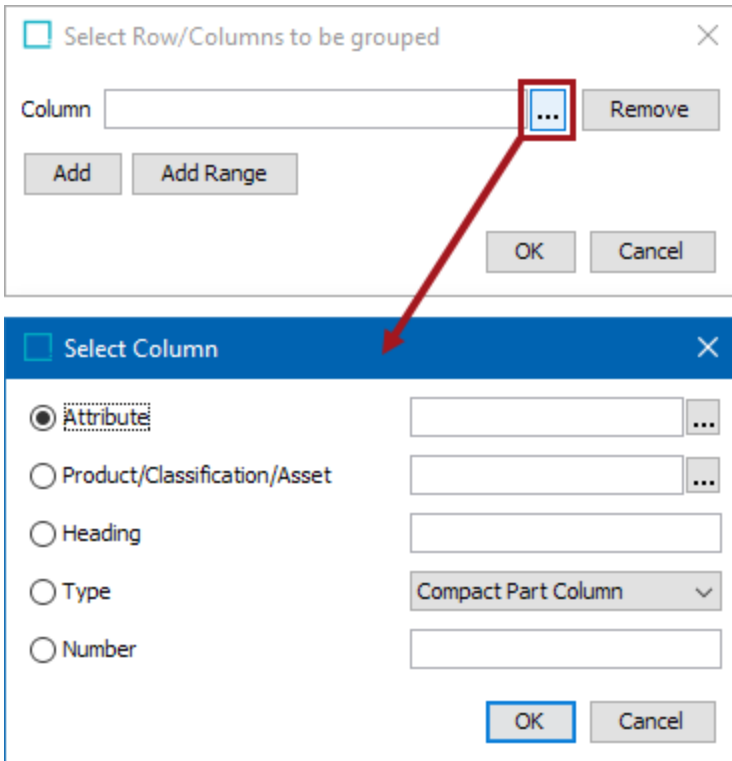 Select Row/Columns to be grouped
Column ... Remove
Add Add Range
OK Cancel
Select Column
Attribute ...
Product/Classification/Asset ...
Heading
Type Compact Part Column
Number
OK Cancel